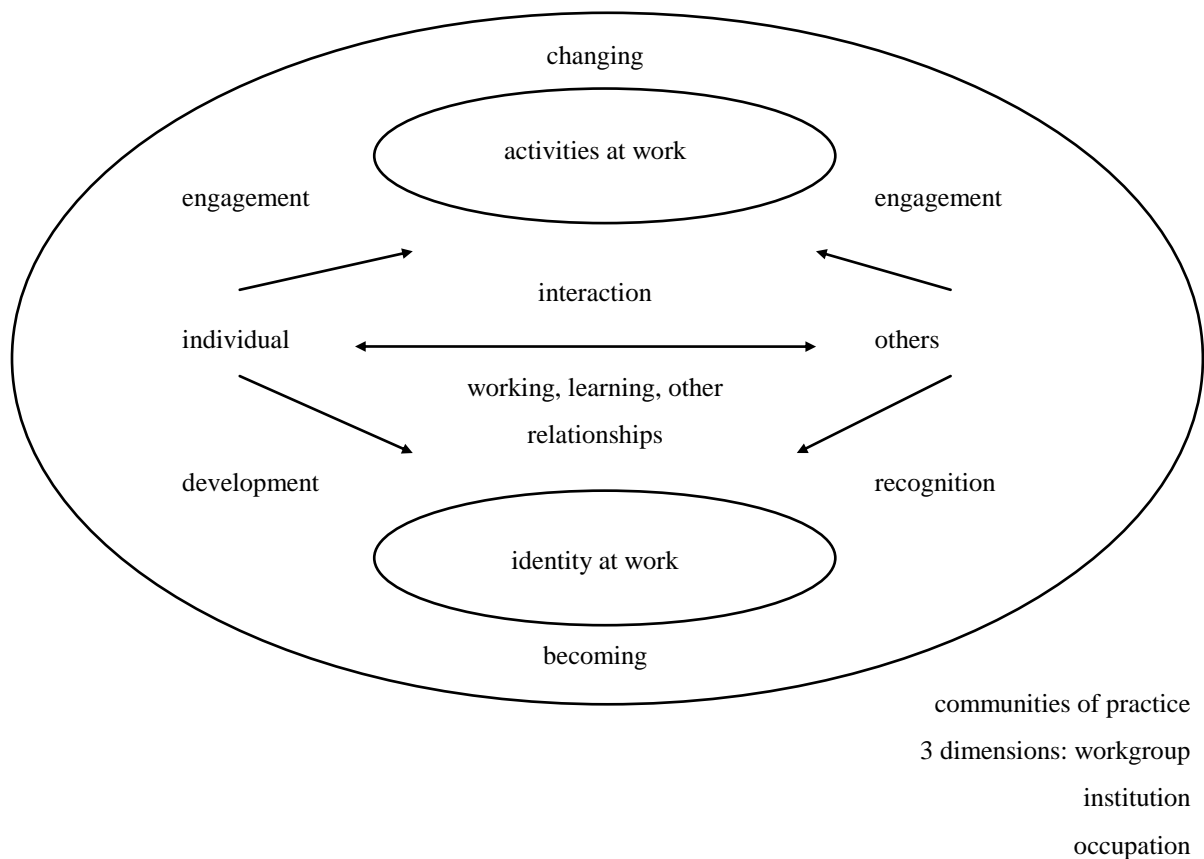 changing
activities at work
engagement
engagement
interaction
individual
others
working, learning, other
relationships
development
recognition
identity at work
becoming
communities of practice
3 dimensions: workgroup
institution
occupation